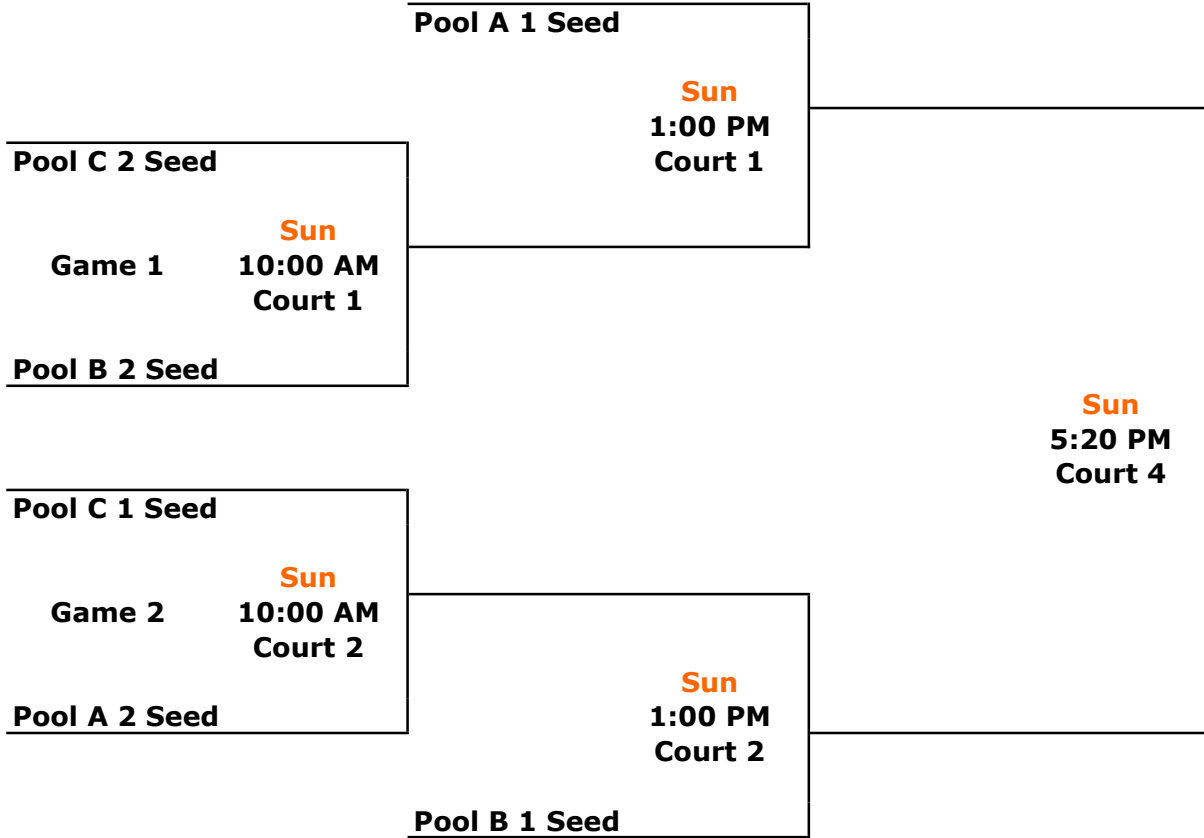 Pool A 1 Seed
Sun
1:00 PM
Court 1
Pool C 2 Seed
Sun
Game 1 10:00 AM
Court 1
Pool B 2 Seed
Sun
5:20 PM
Court 4
Pool C 1 Seed
Sun
Game 2 10:00 AM
Court 2
Pool A 2 Seed
Sun
1:00 PM
Court 2
Pool B 1 Seed